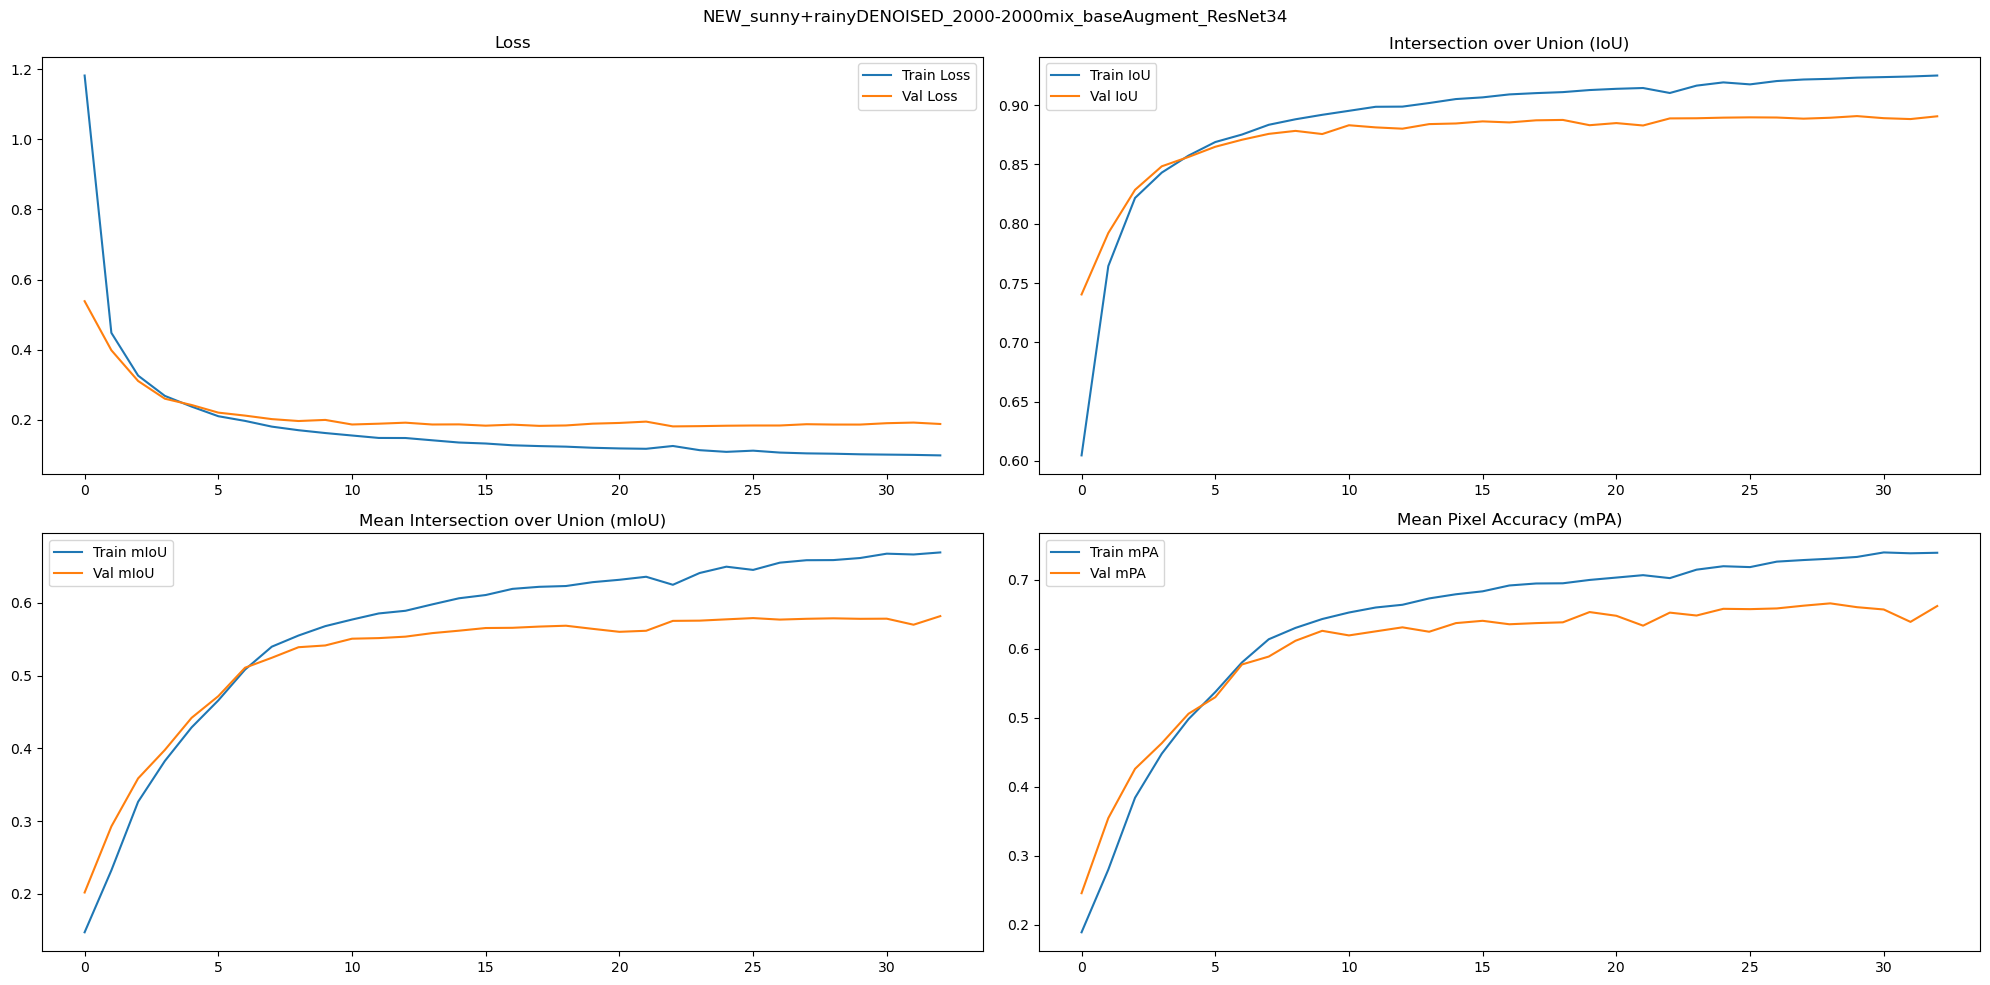 NEW_sunny+rainyDENOISED_2000-2000mix_baseAugment_ResNet34
Loss
1.2
1.0
0.8
0.6
0.4
0.2
0 5 10 15 20 25 30
Train Loss
Val Loss
Intersection over Union (IoU)
0.90
0.85
0.80
0.75
0.70
0.65
0.60
0 5 10 15 20 25 30
Train IoU
Val IoU
Mean Intersection over Union (mIoU)
0.6
0.5
0.4
0.3
0.2
0 5 10 15 20 25 30
Train mIoU
Val mIoU
Mean Pixel Accuracy (mPA)
0.7
0.6
0.5
0.4
0.3
0.2
0 5 10 15 20 25 30
Train mPA
Val mPA